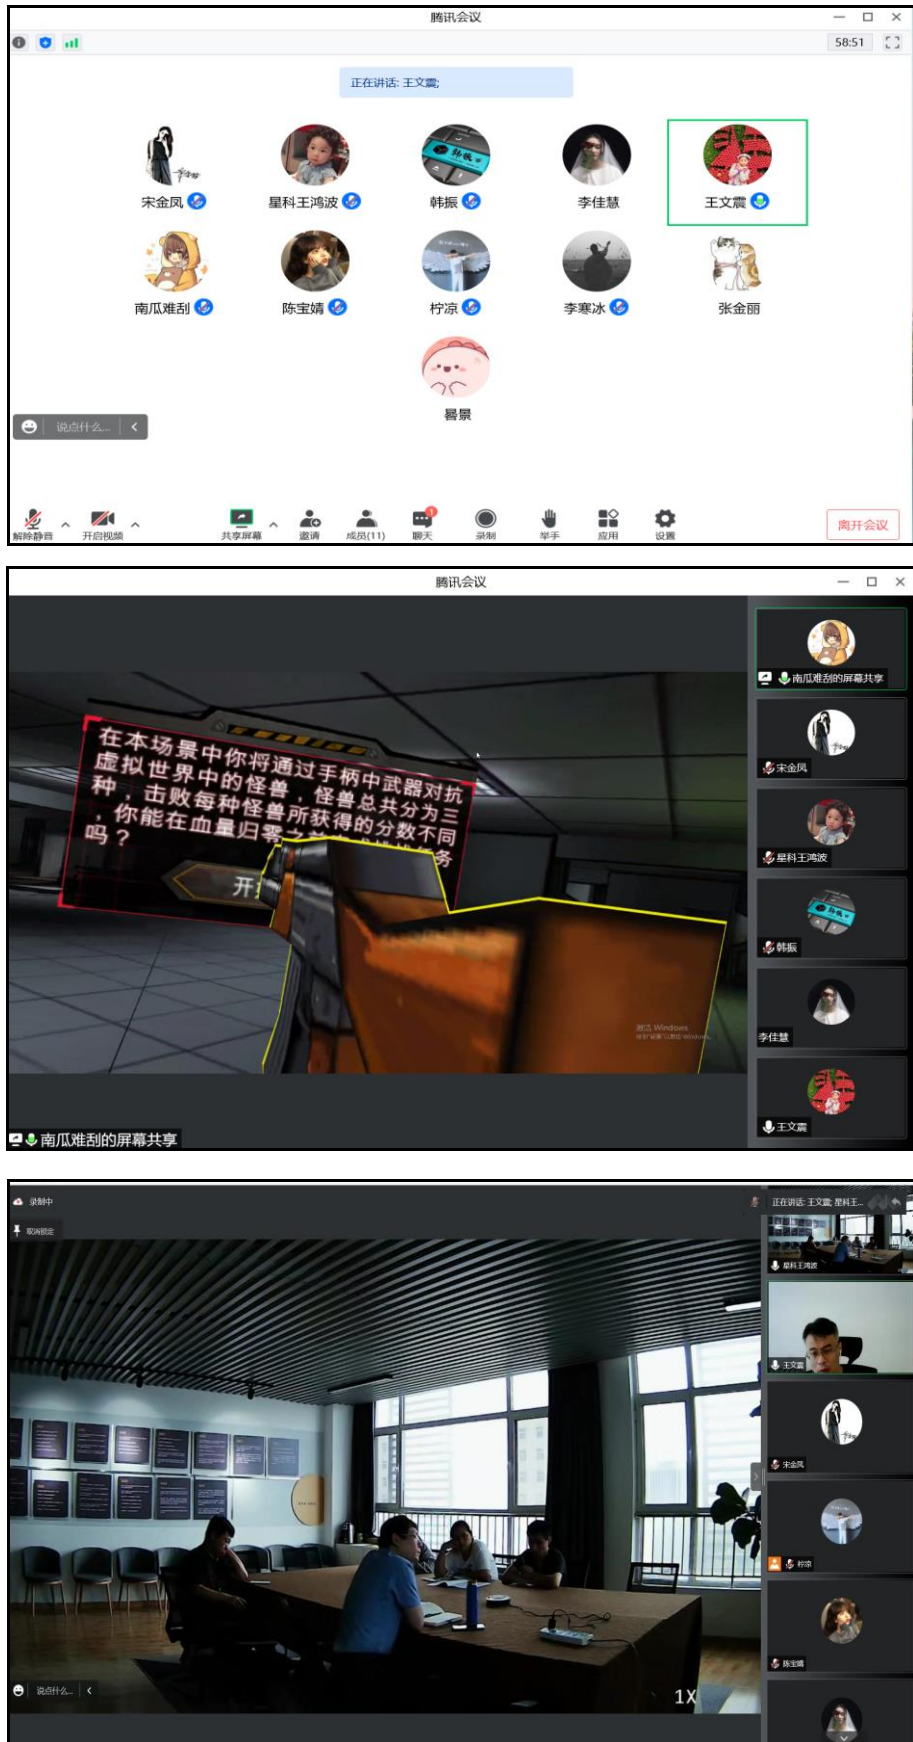 腾讯会议
58:51
正在讲话: 王文震;
宋金凤
星科王鸿波
韩振
李佳慧
王文震
南瓜难刮
陈宝婧
柠凉
李寒冰
张金丽
晷景
说点什么...
解除静音
开启视频
共享屏幕
邀请
成员(11)
1
聊天
录制
举手
应用
设置
离开会议
腾讯会议
在本场景中你将通过手柄中武器对抗
虚拟世界中的怪兽，怪兽总共分为三
种，击败每种怪兽所获得的分数不同
，你能在血量归零
任务
吗？
开
激活 Windows
南瓜难刮的屏幕共享
南瓜难刮的屏幕共享
宋金凤
星科王鸿波
韩振
李佳慧
王文震
录制中
取消锁定
正在讲话: 王文震; 星科王...
星科王鸿波
王文震
宋金凤
柠凉
陈宝婧
说点什么...
1X